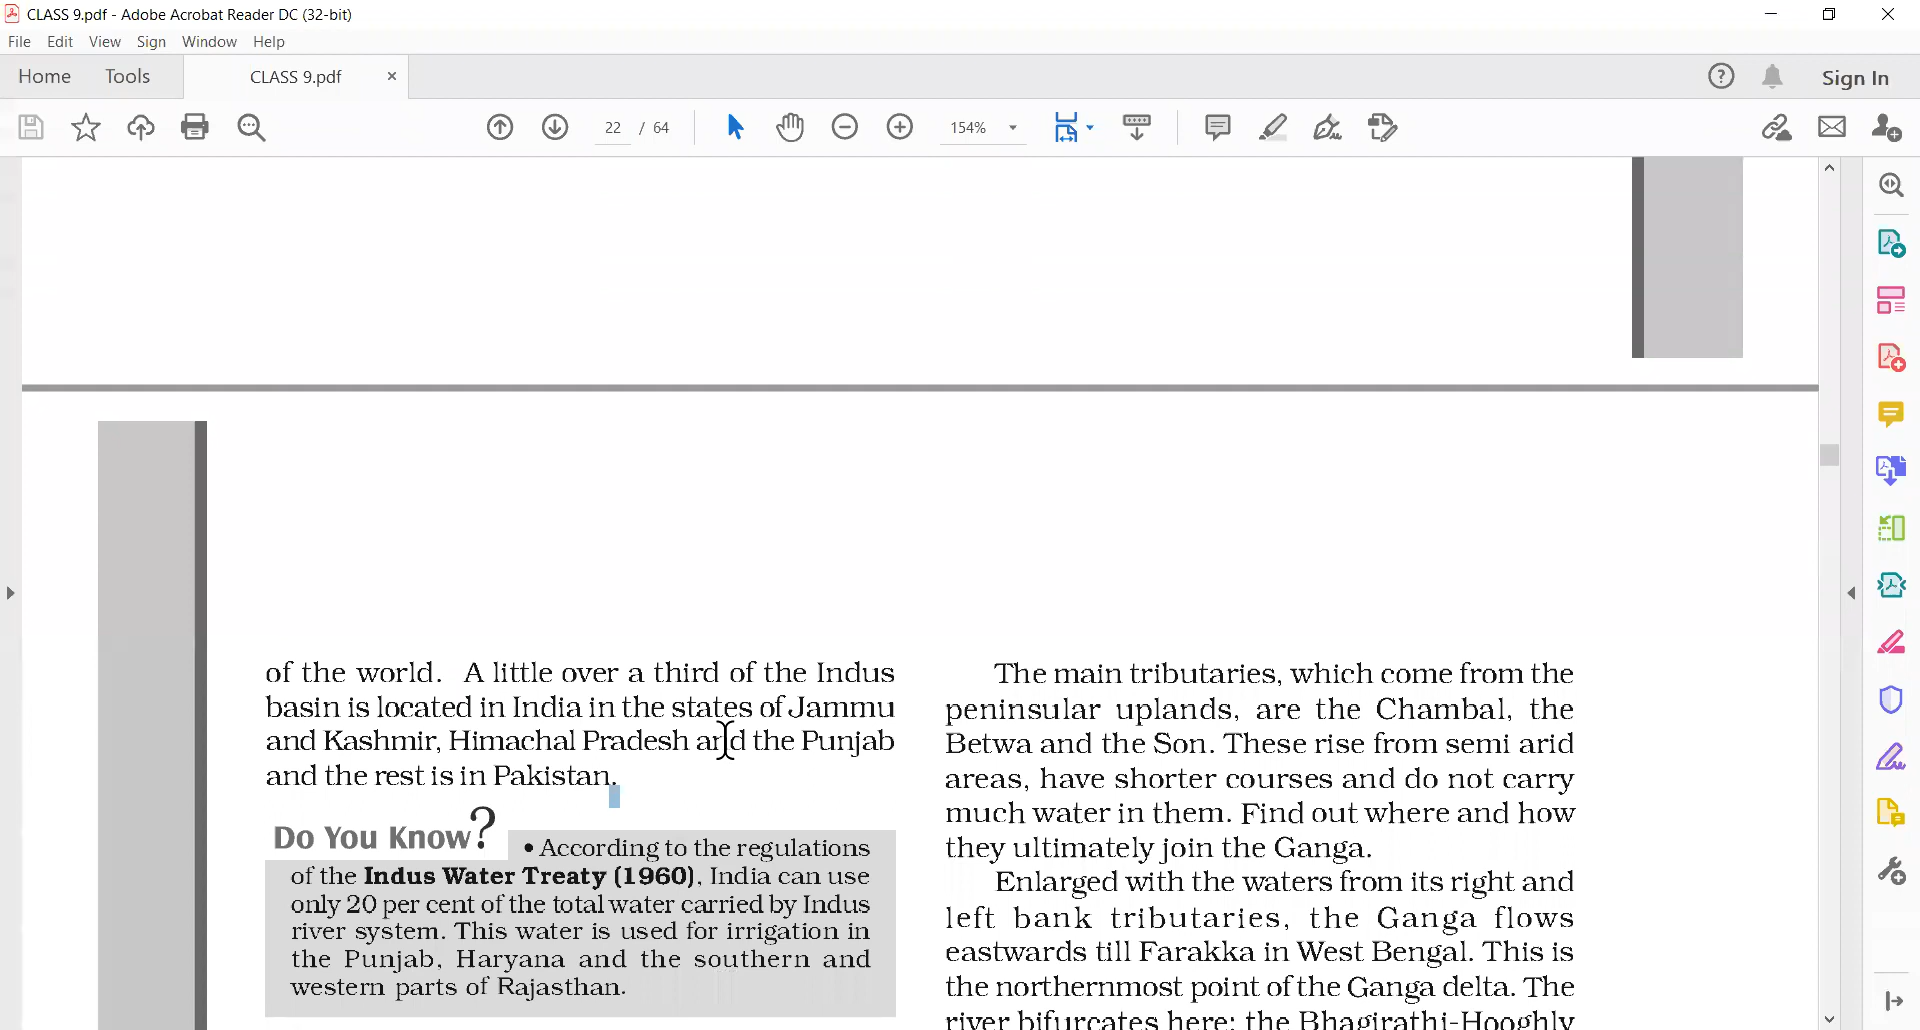 CLASS 9.pdf - Adobe Acrobat Reader DC (32-bit)
File Edit View Sign Window Help
Home Tools CLASS 9.pdf × Sign In
22 / 64 154%
of the world. A little over a third of the Indus
basin is located in India in the states of Jammu
and Kashmir, Himachal Pradesh and the Punjab
and the rest is in Pakistan.
Do You Know?
• According to the regulations
of the Indus Water Treaty (1960), India can use
only 20 per cent of the total water carried by Indus
river system. This water is used for irrigation in
the Punjab, Haryana and the southern and
western parts of Rajasthan.
The main tributaries, which come from the
peninsular uplands, are the Chambal, the
Betwa and the Son. These rise from semi arid
areas, have shorter courses and do not carry
much water in them. Find out where and how
they ultimately join the Ganga.
Enlarged with the waters from its right and
left bank tributaries, the Ganga flows
eastwards till Farakka in West Bengal. This is
the northernmost point of the Ganga delta. The
river bifurcates here; the Bhagirathi-Hooghly